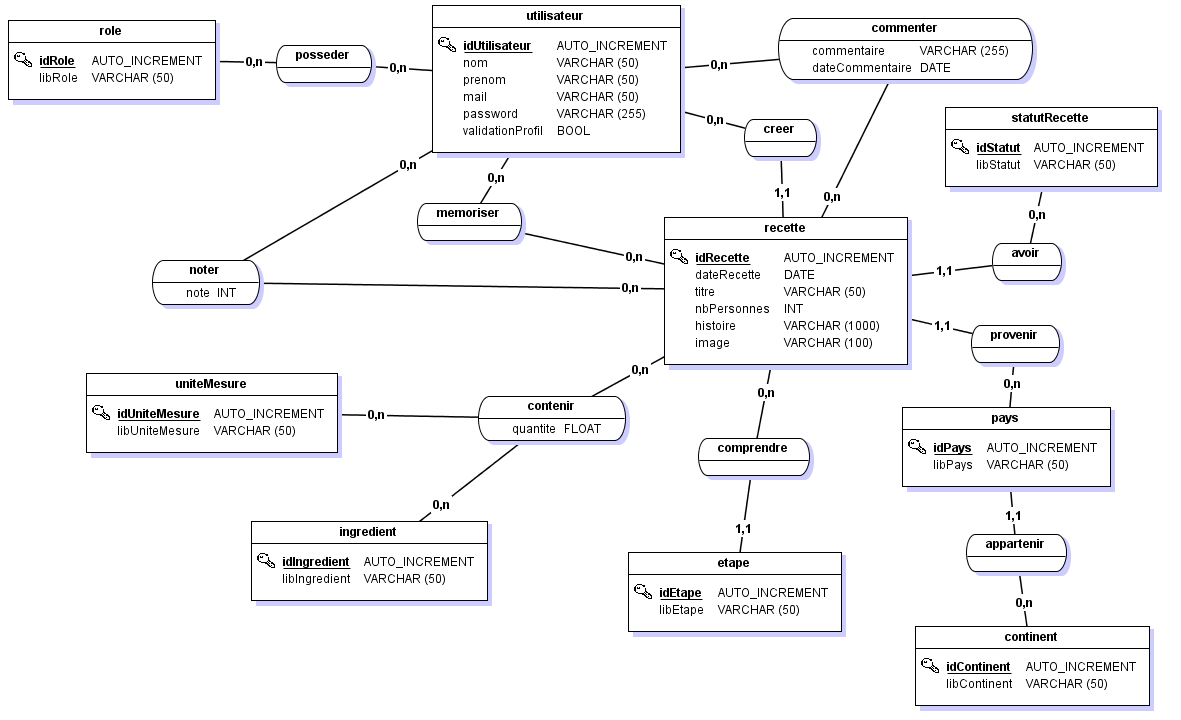 role
idRole AUTO_INCREMENT
libRole VARCHAR (50)
0,n
posseder
0,n
utilisateur
idUtilisateur AUTO_INCREMENT
nom VARCHAR (50)
prenom VARCHAR (50)
mail VARCHAR (50)
password VARCHAR (255)
validationProfil BOOL
0,n
commenter
commentaire VARCHAR (255)
dateCommentaire DATE
0,n
creer
1,1
0,n
statutRecette
idStatut AUTO_INCREMENT
libStatut VARCHAR (50)
0,n
avoir
1,1
0,n
0,n
memoriser
0,n
noter
note INT
0,n
recette
idRecette AUTO_INCREMENT
dateRecette DATE
titre VARCHAR (50)
nbPersonnes INT
histoire VARCHAR (1000)
image VARCHAR (100)
1,1
provenir
0,n
uniteMesure
idUniteMesure AUTO_INCREMENT
libUniteMesure VARCHAR (50)
0,n
contenir
quantite FLOAT
0,n
0,n
ingredient
idIngredient AUTO_INCREMENT
libIngredient VARCHAR (50)
0,n
comprendre
1,1
etape
idEtape AUTO_INCREMENT
libEtape VARCHAR (50)
pays
idPays AUTO_INCREMENT
libPays VARCHAR (50)
1,1
appartenir
0,n
continent
idContinent AUTO_INCREMENT
libContinent VARCHAR (50)